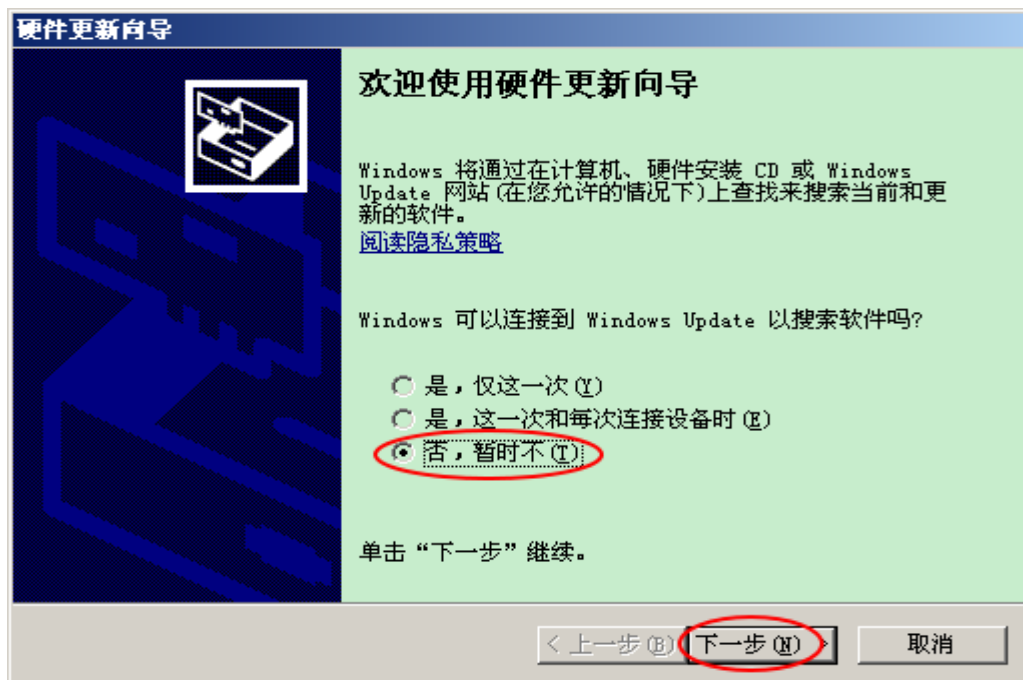 硬件更新向导
欢迎使用硬件更新向导
Windows 将通过在计算机、硬件安装 CD 或 Windows
Update 网站(在您允许的情况下)上查找来搜索当前和更
新的软件。
阅读隐私策略
Windows 可以连接到 Windows Update 以搜索软件吗?
是，仅这一次(Y)
是，这一次和每次连接设备时(E)
否，暂时不(T)
单击“下一步”继续。
< 上一步(B) 下一步(N) > 取消